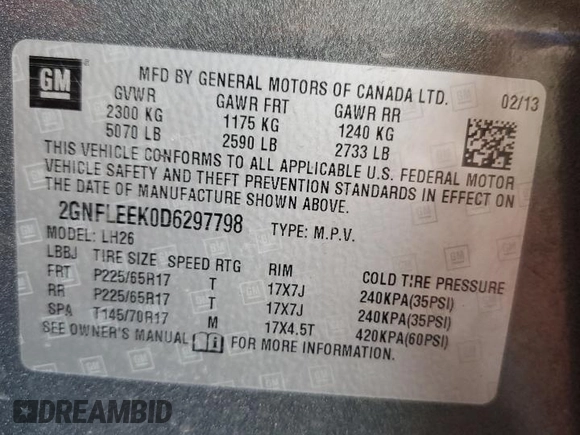 GM
MFD BY GENERAL MOTORS OF CANADA LTD. 02/13
GVWR GAWR FRT GAWR RR
2300 KG 1175 KG 1240 KG
5070 LB 2590 LB 2733 LB
THIS VEHICLE CONFORMS TO ALL APPLICABLE U.S. FEDERAL MOTOR
VEHICLE SAFETY AND THEFT PREVENTION STANDARDS IN EFFECT ON
THE DATE OF MANUFACTURE SHOWN ABOVE.
2GNFLEEK0D6297798 TYPE: M.P.V.
MODEL: LH26
LBBJ TIRE SIZE SPEED RTG RIM COLD TIRE PRESSURE
FRT P225/65R17 T 17X7J 240KPA(35PSI)
RR P225/65R17 T 17X7J 240KPA(35PSI)
SPA T145/70R17 M 17X4.5T 420KPA(60PSI)
SEE OWNER'S MANUAL FOR MORE INFORMATION.
DREAMBID